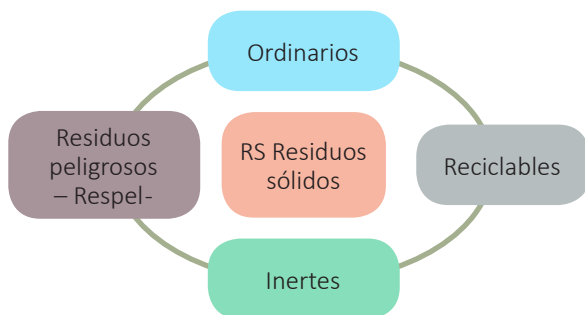 Ordinarios
Residuos
peligrosos
– Respel-
RS Residuos
sólidos
Reciclables
Inertes